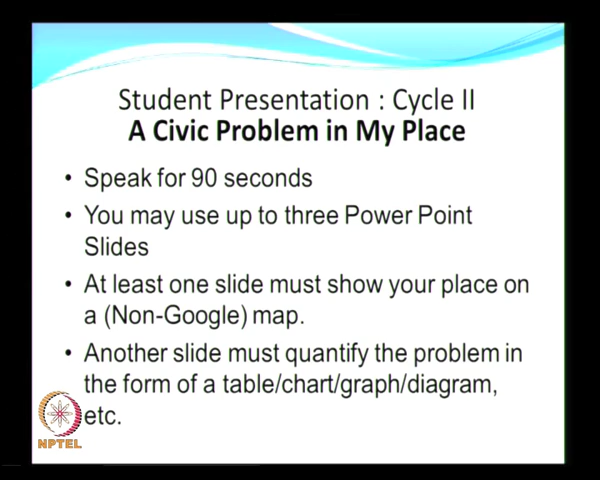 Student Presentation : Cycle II
A Civic Problem in My Place
• Speak for 90 seconds
• You may use up to three Power Point
Slides
• At least one slide must show your place on
a (Non-Google) map.
• Another slide must quantify the problem in
the form of a table/chart/graph/diagram,
etc.
NPTEL